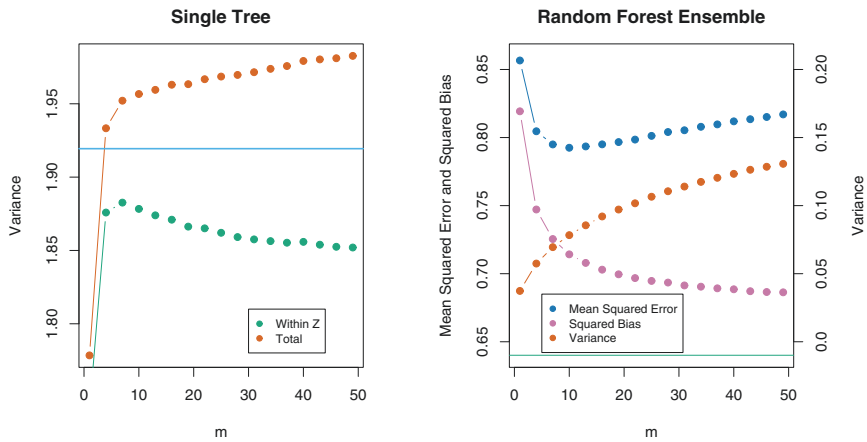 Single Tree
Variance
1.95
1.90
1.85
1.80
Within Z
Total
0 10 20 30 40 50
m
Random Forest Ensemble
Mean Squared Error and Squared Bias
0.85
0.80
0.75
0.70
0.65
0.20
0.15
0.10
0.05
0.0
Variance
Mean Squared Error
Squared Bias
Variance
0 10 20 30 40 50
m